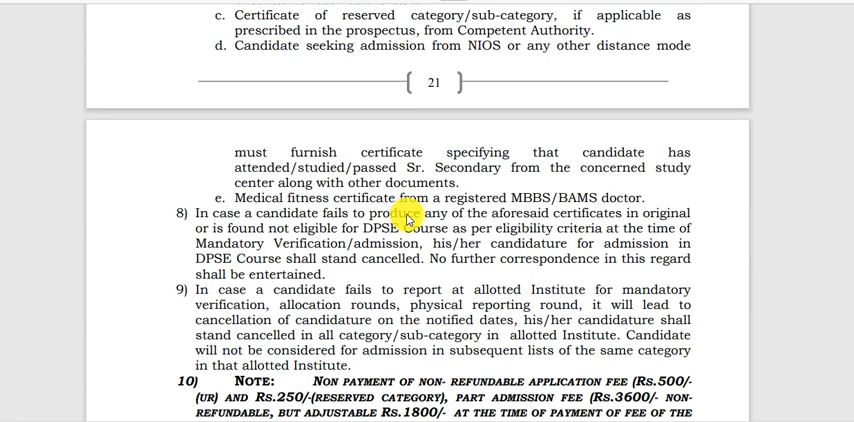 c. Certificate of reserved category/sub-category, if applicable as
prescribed in the prospectus, from Competent Authority.
d. Candidate seeking admission from NIOS or any other distance mode
21
must furnish certificate specifying that candidate has
attended/studied/passed Sr. Secondary from the concerned study
center along with other documents.
e. Medical fitness certificate from a registered MBBS/BAMS doctor.
8) In case a candidate fails to produce any of the aforesaid certificates in original
or is found not eligible for DPSE Course as per eligibility criteria at the time of
Mandatory Verification/admission, his/her candidature for admission in
DPSE Course shall stand cancelled. No further correspondence in this regard
shall be entertained.
9) In case a candidate fails to report at allotted Institute for mandatory
verification, allocation rounds, physical reporting round, it will lead to
cancellation of candidature on the notified dates, his/her candidature shall
stand cancelled in all category/sub-category in allotted Institute. Candidate
will not be considered for admission in subsequent lists of the same category
in that allotted Institute.
10) NOTE: NON PAYMENT OF NON- REFUNDABLE APPLICATION FEE (RS.500/-
(UR) AND RS.250/-(RESERVED CATEGORY), PART ADMISSION FEE (RS.3600/- NON-
REFUNDABLE, BUT ADJUSTABLE RS.1800/- AT THE TIME OF PAYMENT OF FEE OF THE